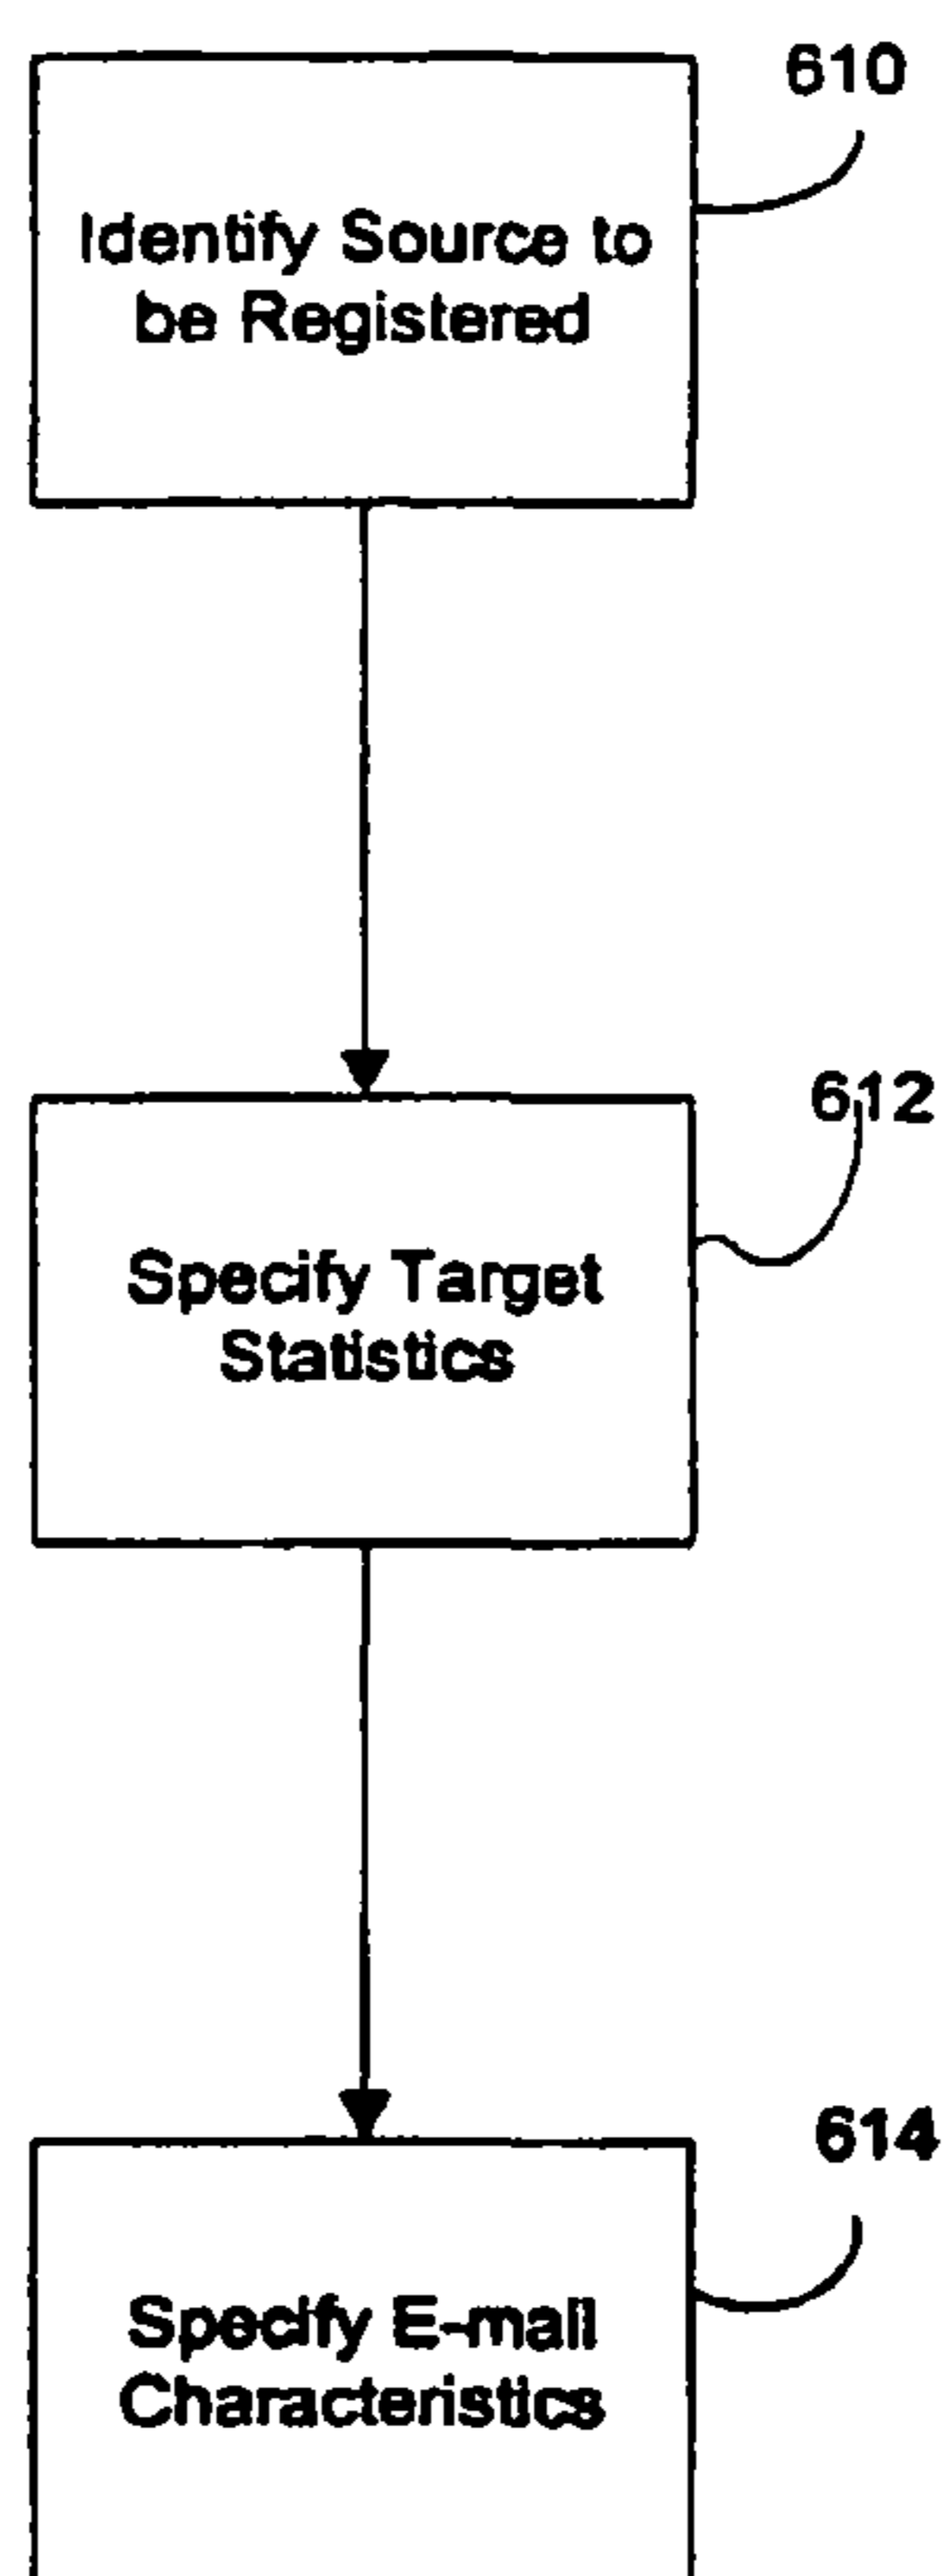 610
Identify Source to
be Registered
612
Specify Target
Statistics
614
Specify E-mail
Characteristics